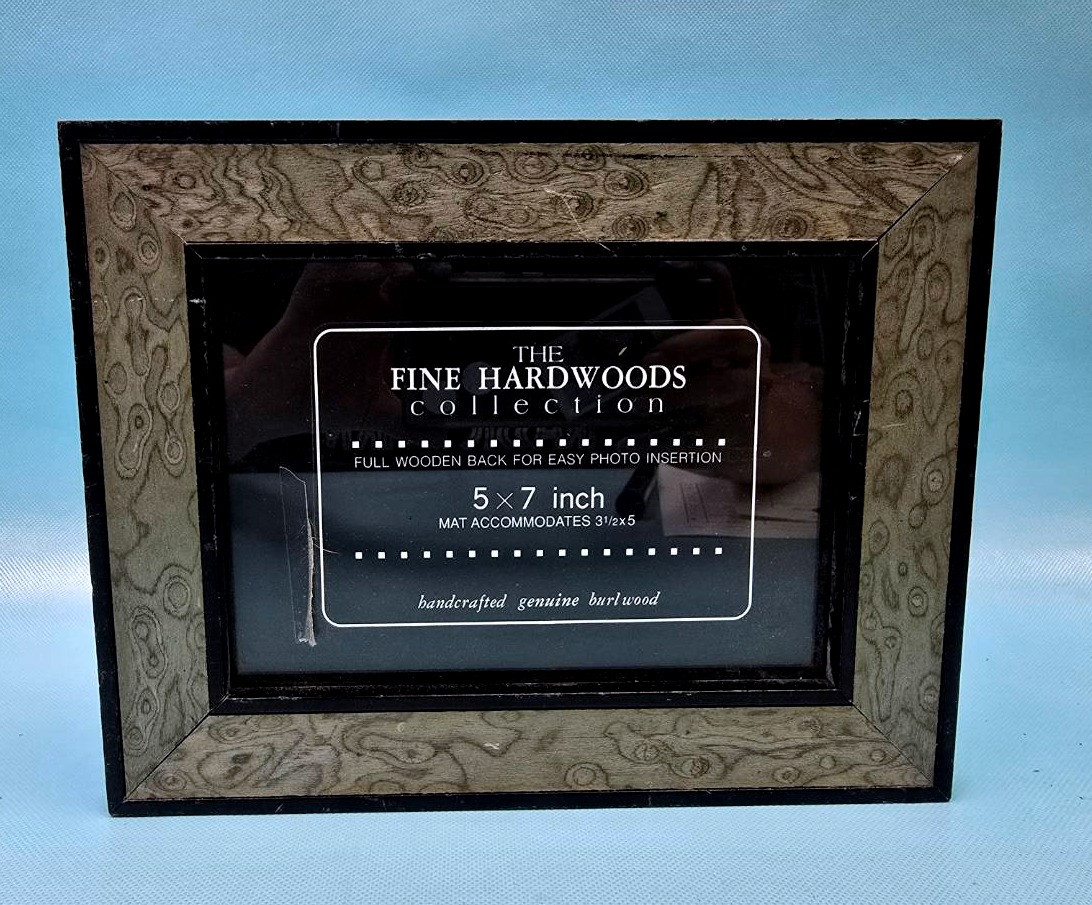 THE
FINE HARDWOODS
collection
FULL WOODEN BACK FOR EASY PHOTO INSERTION
5×7 inch
MAT ACCOMMODATES 3½x5
handcrafted genuine burlwood